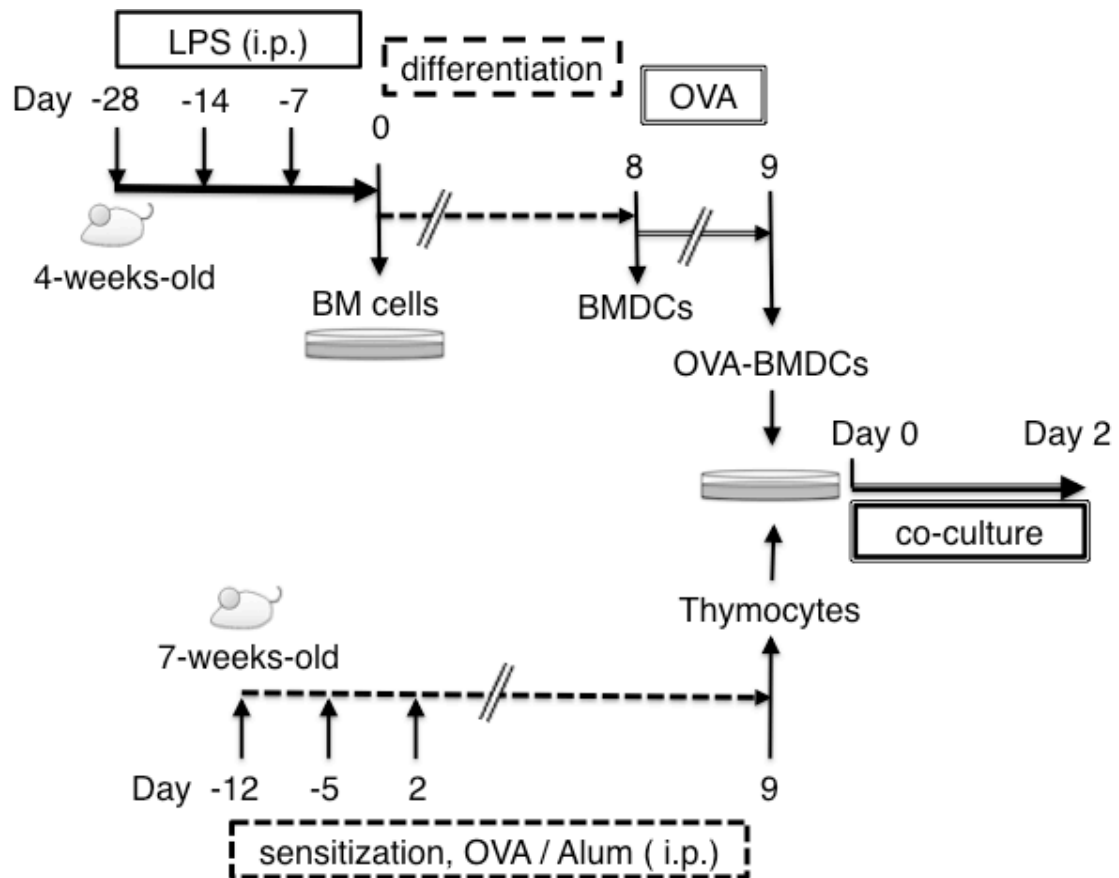 LPS (i.p.)
differentiation
OVA
Day -28 -14 -7
0
8 9
4-weeks-old
BM cells
BMDCs
OVA-BMDCs
Day 0 Day 2
co-culture
Thymocytes
7-weeks-old
Day -12 -5 2 9
sensitization, OVA / Alum ( i.p.)